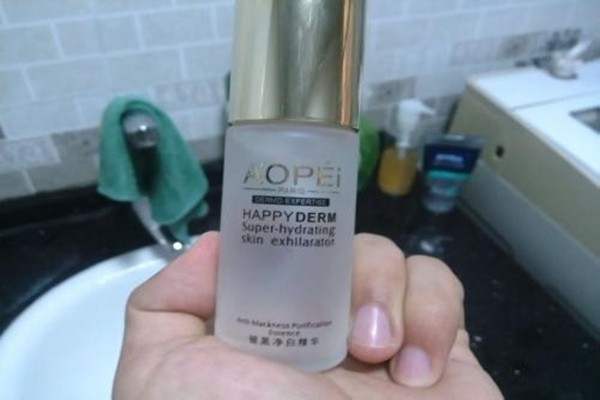 AOPEI
PARIS
DERMO-EXPERTISE
HAPPYDERM
Super-hydrating
skin exhilarator
Anti-blackness Purification
Essence